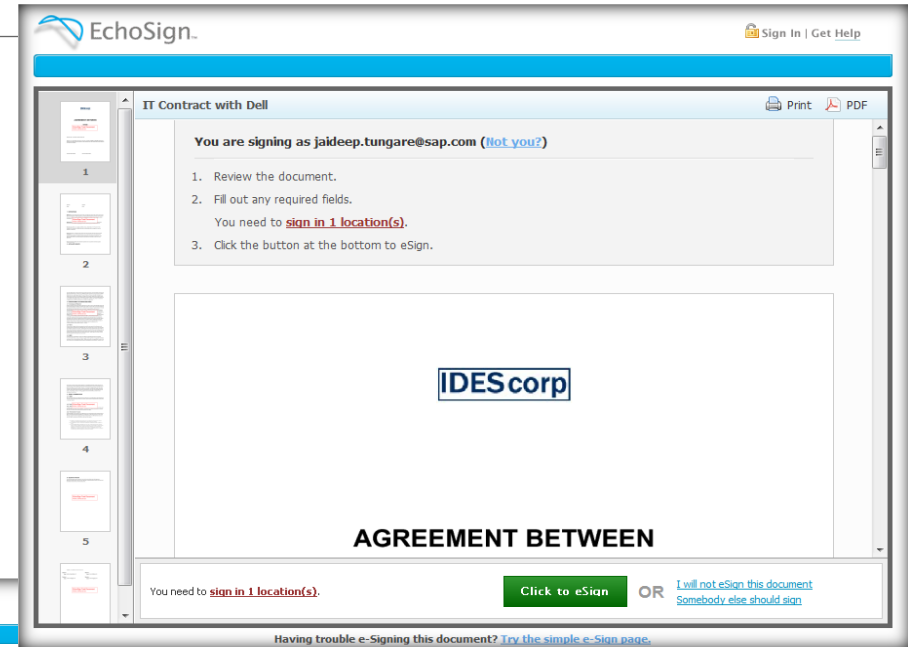 EchoSign™
Sign In | Get Help
IT Contract with Dell
Print PDF
You are signing as jaideep.tungare@sap.com (Not you?)
1. Review the document.
2. Fill out any required fields.
You need to sign in 1 location(s).
3. Click the button at the bottom to eSign.
1
2
3
4
5
IDES corp
AGREEMENT BETWEEN
You need to sign in 1 location(s).
Click to eSign
OR
I will not eSign this document
Somebody else should sign
Having trouble e-Signing this document? Try the simple e-Sign page.